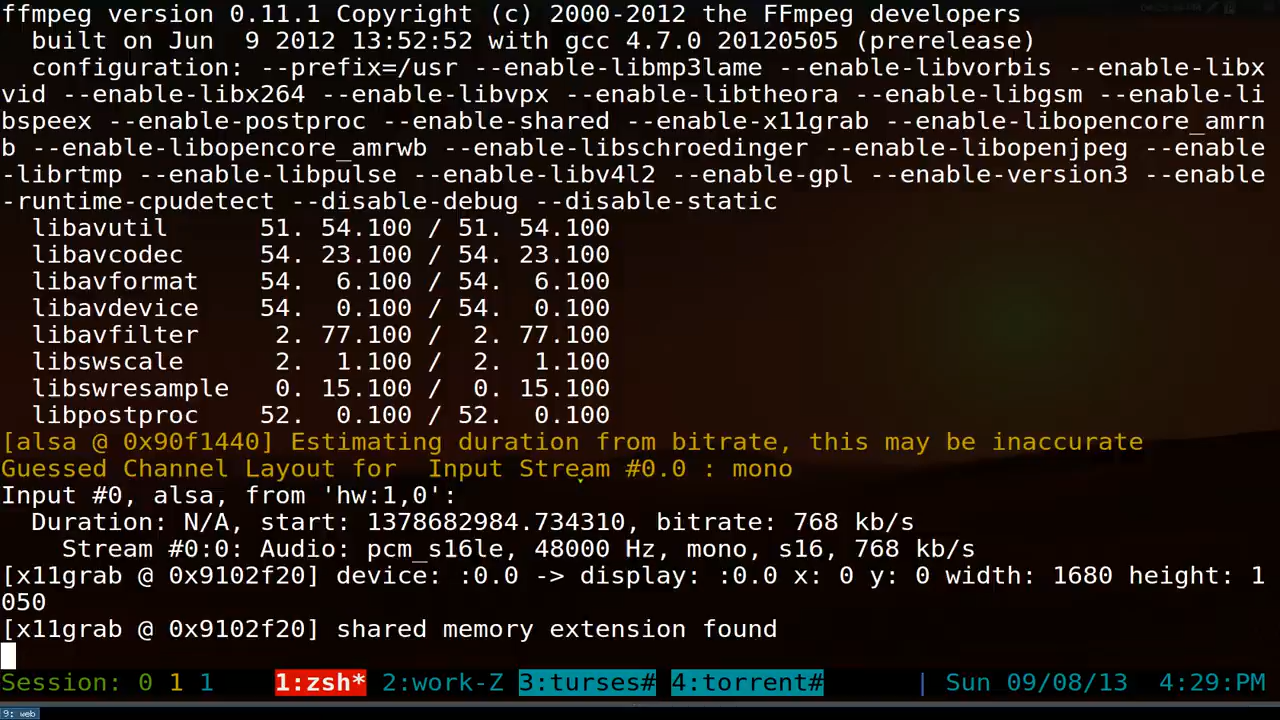 ffmpeg version 0.11.1 Copyright (c) 2000-2012 the FFmpeg developers
  built on Jun  9 2012 13:52:52 with gcc 4.7.0 20120505 (prerelease)
  configuration: --prefix=/usr --enable-libmp3lame --enable-libvorbis --enable-libx
vid --enable-libx264 --enable-libvpx --enable-libtheora --enable-libgsm --enable-li
bspeex --enable-postproc --enable-shared --enable-x11grab --enable-libopencore_amrn
b --enable-libopencore_amrwb --enable-libschroedinger --enable-libopenjpeg --enable
-librtmp --enable-libpulse --enable-libv4l2 --enable-gpl --enable-version3 --enable
-runtime-cpudetect --disable-debug --disable-static
  libavutil      51. 54.100 / 51. 54.100
  libavcodec     54. 23.100 / 54. 23.100
  libavformat    54.  6.100 / 54.  6.100
  libavdevice    54.  0.100 / 54.  0.100
  libavfilter     2. 77.100 /  2. 77.100
  libswscale      2.  1.100 /  2.  1.100
  libswresample   0. 15.100 /  0. 15.100
  libpostproc    52.  0.100 / 52.  0.100
[alsa @ 0x90f1440] Estimating duration from bitrate, this may be inaccurate
Guessed Channel Layout for  Input Stream #0.0 : mono
Input #0, alsa, from 'hw:1,0':
  Duration: N/A, start: 1378682984.734310, bitrate: 768 kb/s
    Stream #0:0: Audio: pcm_s16le, 48000 Hz, mono, s16, 768 kb/s
[x11grab @ 0x9102f20] device: :0.0 -> display: :0.0 x: 0 y: 0 width: 1680 height: 1
050
[x11grab @ 0x9102f20] shared memory extension found
Session: 0 1 1    1:zsh* 2:work-Z 3:turses# 4:torrent#      | Sun 09/08/13  4:29:PM
9: web